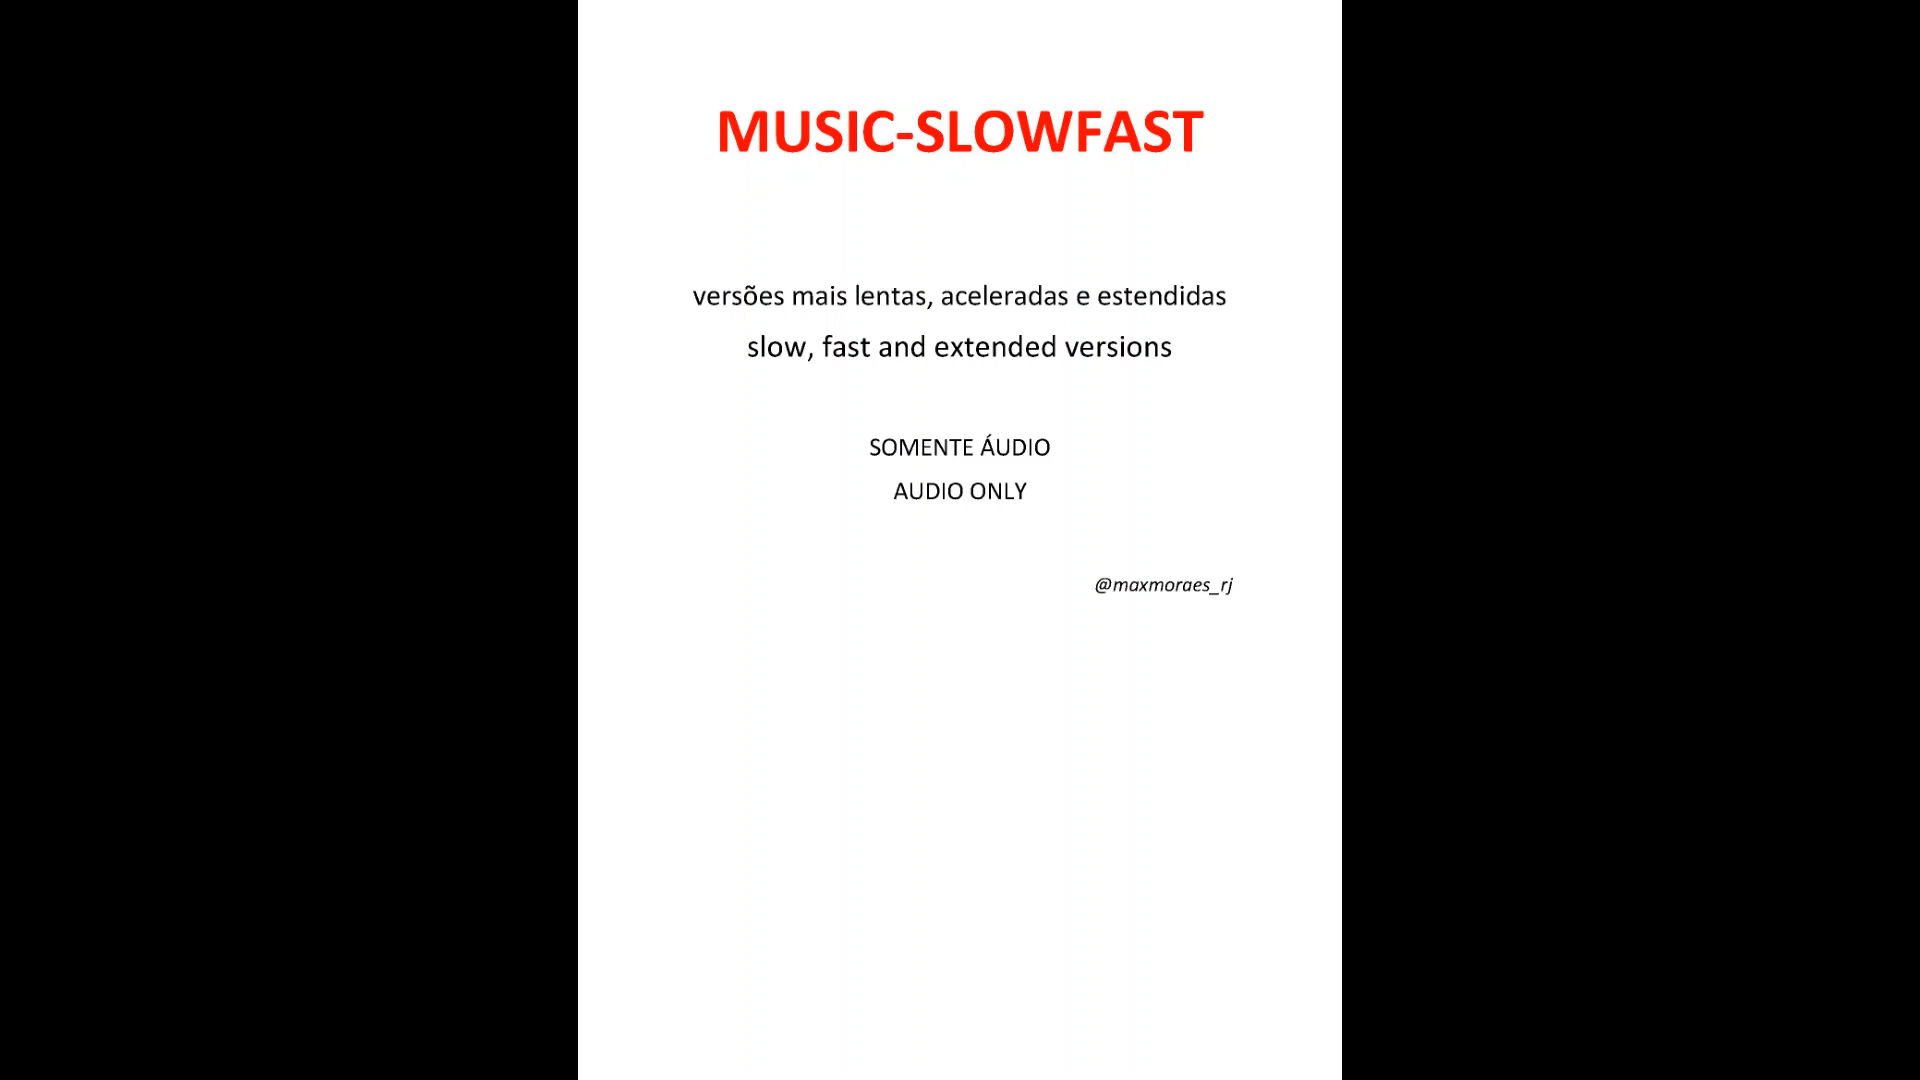 MUSIC-SLOWFAST
versões mais lentas, aceleradas e estendidas
slow, fast and extended versions
SOMENTE ÁUDIO
AUDIO ONLY
@maxmoraes_rj